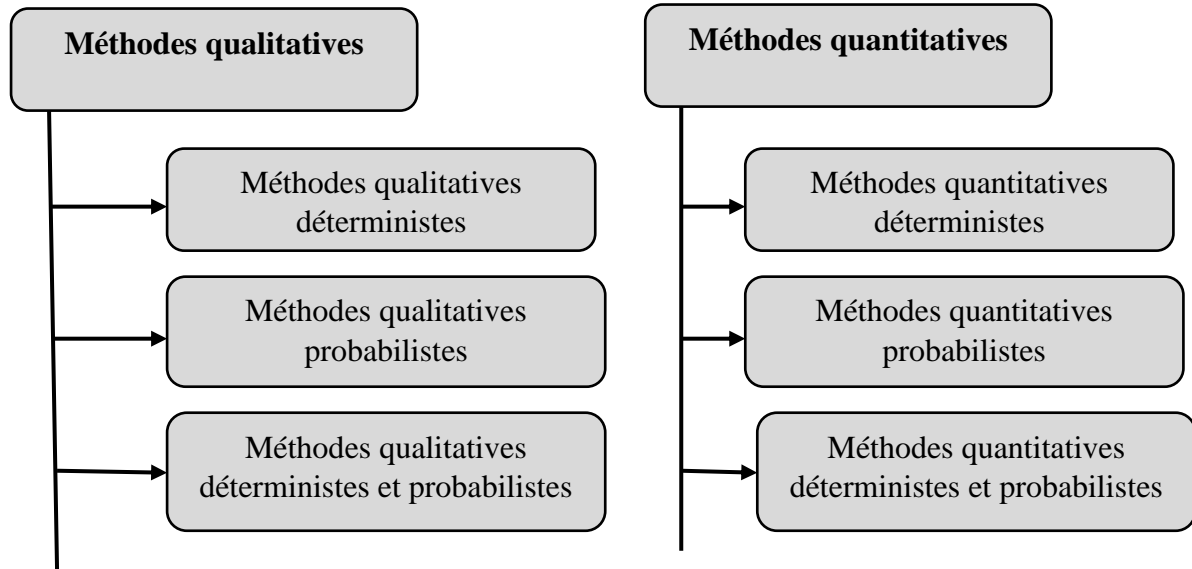 Méthodes qualitatives
Méthodes qualitatives
déterministes
Méthodes qualitatives
probabilistes
Méthodes qualitatives
déterministes et probabilistes
Méthodes quantitatives
Méthodes quantitatives
déterministes
Méthodes quantitatives
probabilistes
Méthodes quantitatives
déterministes et probabilistes